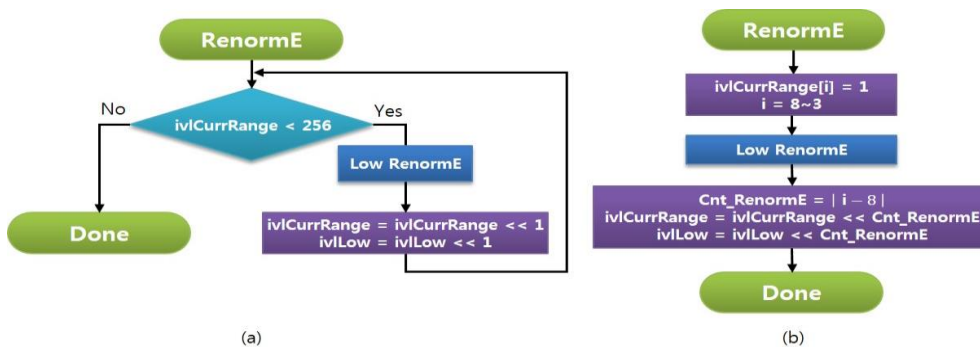 RenormE
No
ivlCurrRange < 256
Yes
Low RenormE
ivlCurrRange = ivlCurrRange << 1
ivlLow = ivlLow << 1
Done
(a)
RenormE
ivlCurrRange[i] = 1
i = 8~3
Low RenormE
Cnt_RenormE = | i − 8 |
ivlCurrRange = ivlCurrRange << Cnt_RenormE
ivlLow = ivlLow << Cnt_RenormE
Done
(b)